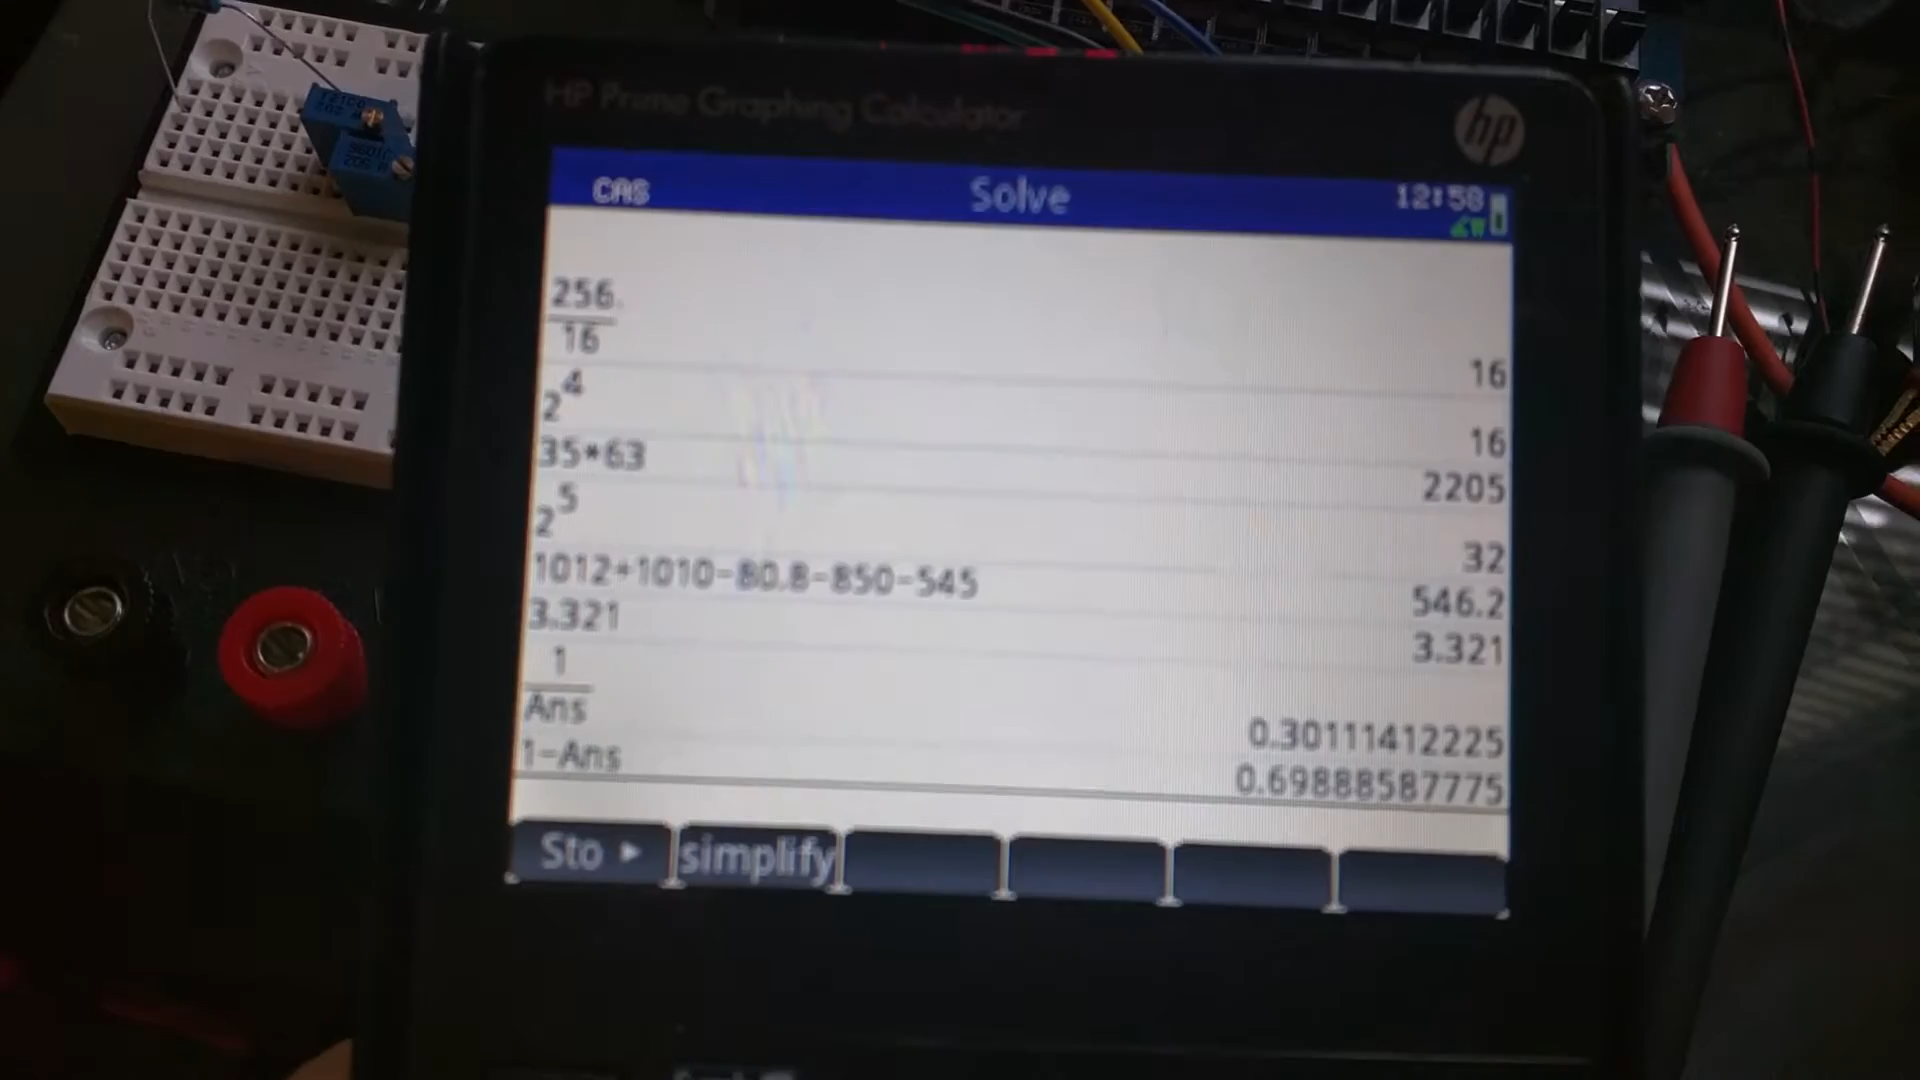 HP Prime Graphing Calculator
hp
CAS Solve 12:58
256.
16
16
2^4
16
35*63
2205
2^5
32
1012+1010-80.8-850-545
546.2
3.321
3.321
1
Ans
0.30111412225
1-Ans
0.69888587775
Sto ► simplify